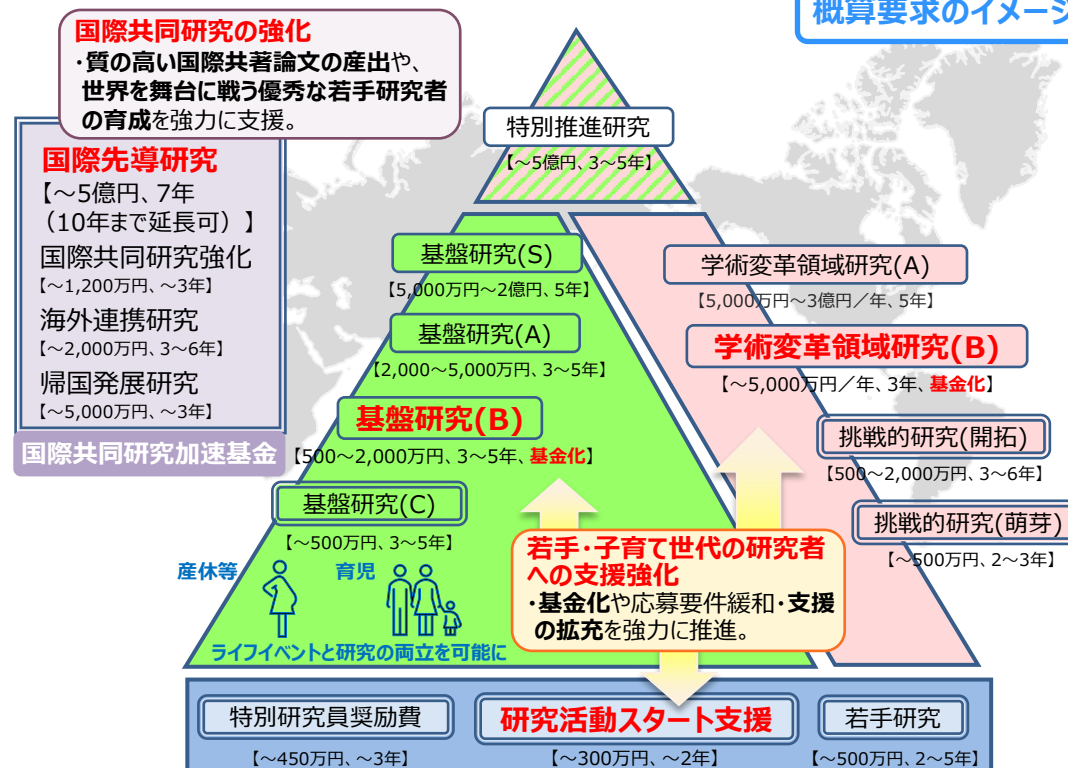 概算要求のイメージ
国際共同研究の強化
・質の高い国際共著論文の産出や、
世界を舞台に戦う優秀な若手研究者
の育成を強力に支援。
国際先導研究
【～5億円、7年
（10年まで延長可）】
国際共同研究強化
【～1,200万円、～3年】
海外連携研究
【～2,000万円、3～6年】
帰国発展研究
【～5,000万円、～3年】
国際共同研究加速基金
特別推進研究
【～5億円、3～5年】
基盤研究(S)
【5,000万円～2億円、5年】
基盤研究(A)
【2,000～5,000万円、3～5年】
基盤研究(B)
【500～2,000万円、3～5年、基金化】
基盤研究(C)
【～500万円、3～5年】
学術変革領域研究(A)
【5,000万円～3億円／年、5年】
学術変革領域研究(B)
【～5,000万円／年、3年、基金化】
挑戦的研究(開拓)
【500～2,000万円、3～6年】
挑戦的研究(萌芽)
【～500万円、2～3年】
産休等
育児
ライフイベントと研究の両立を可能に
若手・子育て世代の研究者
への支援強化
・基金化や応募要件緩和・支援
の拡充を強力に推進。
特別研究員奨励費
【～450万円、～3年】
研究活動スタート支援
【～300万円、～2年】
若手研究
【～500万円、2～5年】